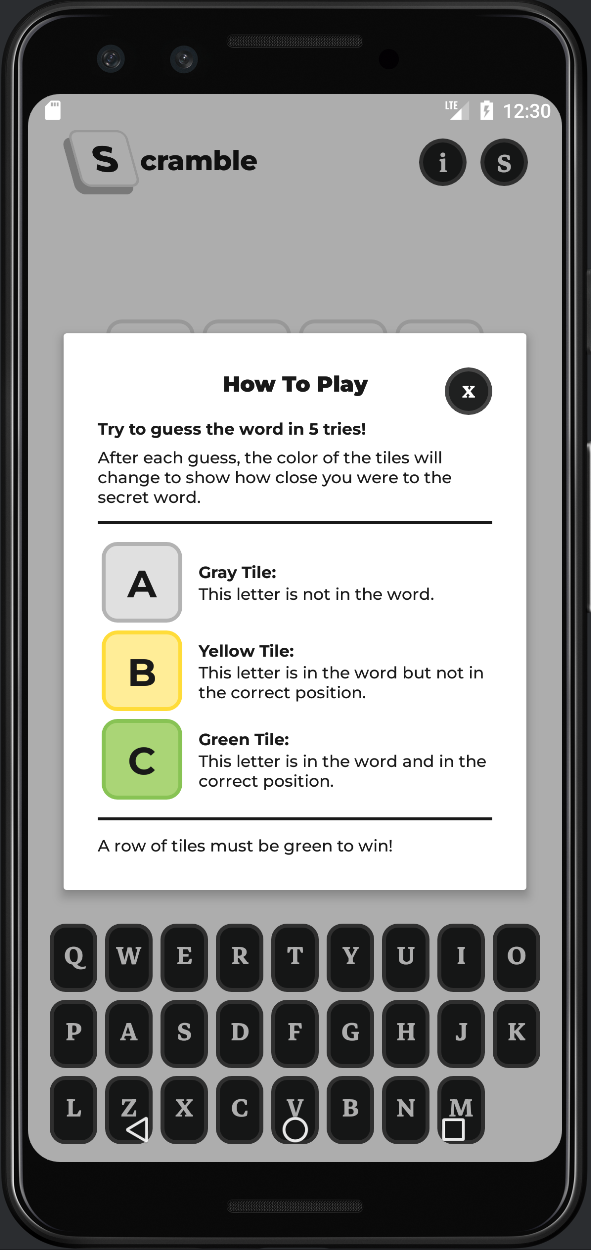 LTE 12:30
Scramble i S
How To Play x
Try to guess the word in 5 tries!
After each guess, the color of the tiles will
change to show how close you were to the
secret word.
A
Gray Tile:
This letter is not in the word.
B
Yellow Tile:
This letter is in the word but not in
the correct position.
C
Green Tile:
This letter is in the word and in the
correct position.
A row of tiles must be green to win!
Q W E R T Y U I O
P A S D F G H J K
L Z X C V B N M